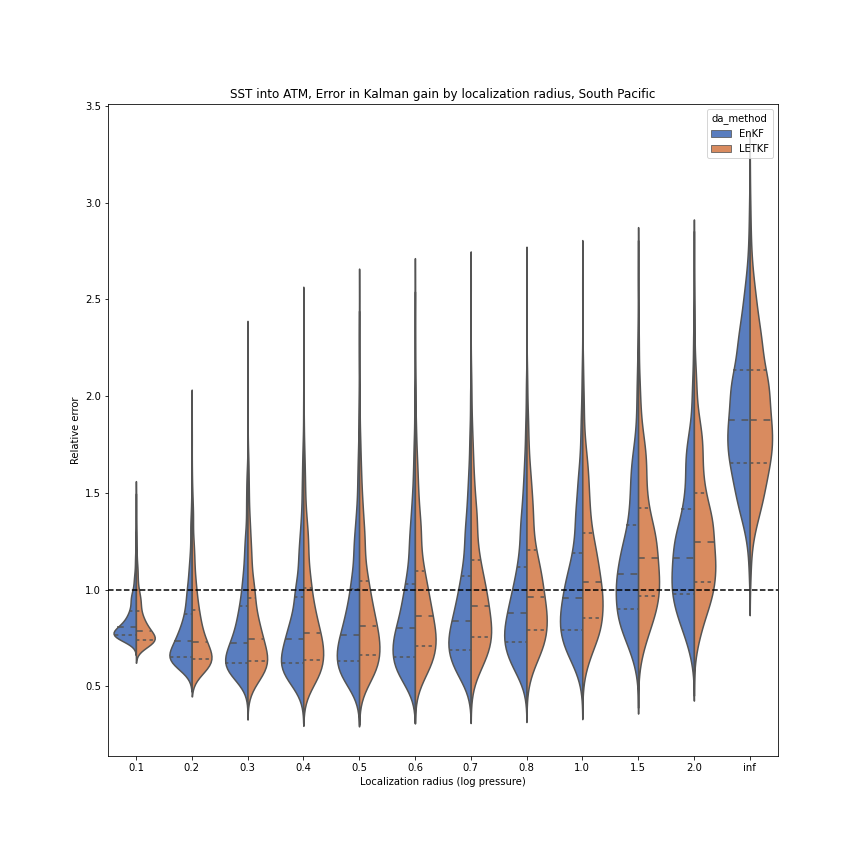 SST into ATM, Error in Kalman gain by localization radius, South Pacific
da_method
EnKF
LETKF
3.5
3.0
2.5
2.0
1.5
1.0
0.5
Relative error
0.1 0.2 0.3 0.4 0.5 0.6 0.7 0.8 1.0 1.5 2.0 inf
Localization radius (log pressure)